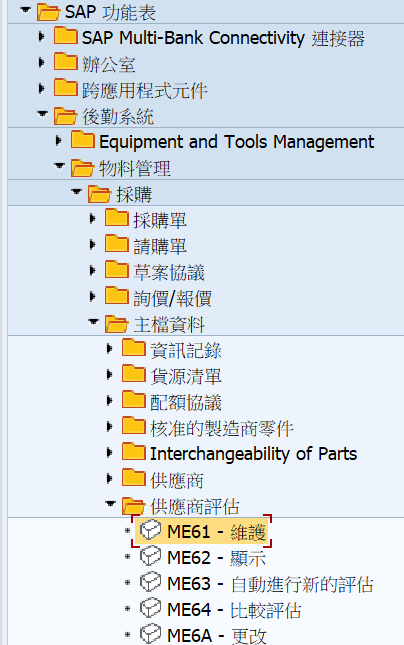 SAP 功能表
SAP Multi-Bank Connectivity 連接器
辦公室
跨應用程式元件
後勤系統
Equipment and Tools Management
物料管理
採購
採購單
請購單
草案協議
詢價/報價
主檔資料
資訊記錄
貨源清單
配額協議
核准的製造商零件
Interchangeability of Parts
供應商
供應商評估
ME61 - 維護
ME62 - 顯示
ME63 - 自動進行新的評估
ME64 - 比較評估
ME6A - 更改